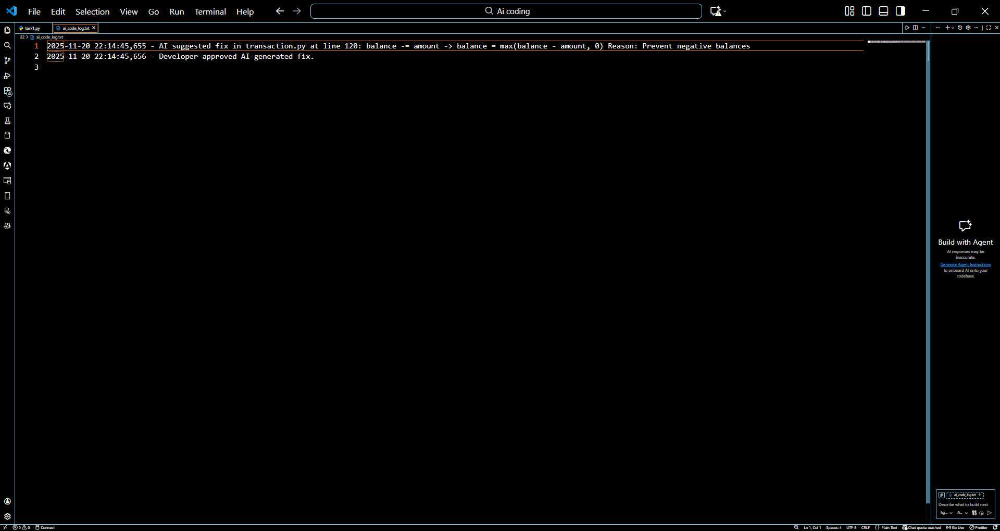 File Edit Selection View Go Run Terminal Help
Ai coding
task1.py
ai_code_log.txt
22 > ai_code_log.txt
1 2025-11-20 22:14:45,655 - AI suggested fix in transaction.py at line 120: balance -= amount -> balance = max(balance - amount, 0) Reason: Prevent negative balances
2 2025-11-20 22:14:45,656 - Developer approved AI-generated fix.
3
Build with Agent
AI responses may be
inaccurate.
Generate Agent Instructions
to onboard AI onto your
codebase.
ai_code_log.txt
Describe what to build next
Ag... A...
0 0 Connect
Ln 1, Col 1 Spaces: 4 UTF-8 CRLF {} Plain Text Chat quota reached Go Live Prettier